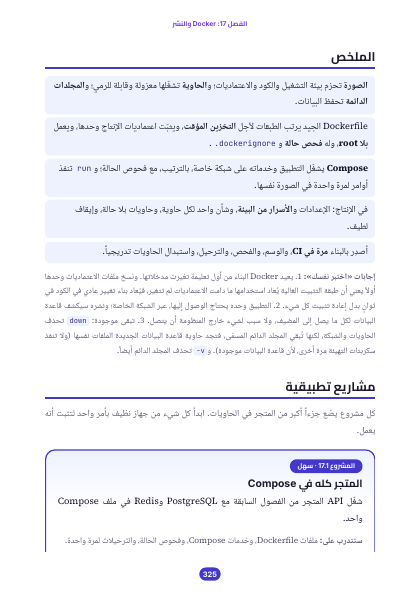 الفصل 17: Docker والنشر
الملخص
الصورة تحزم بيئة التشغيل والكود والاعتماديات؛ والحاوية تشغّلها معزولة وقابلة للرمي؛ والمجلدات
الدائمة تحفظ البيانات.
Dockerfile الجيد يرتب الطبقات لأجل التخزين المؤقت، ويثبّت اعتماديات الإنتاج وحدها، ويعمل
بلا root، وله فحص حالة و .dockerignore .
Compose يشغّل التطبيق وخدماته على شبكة خاصة، بالترتيب، مع فحوص الحالة؛ و run تنفذ
أوامر لمرة واحدة في الصورة نفسها.
في الإنتاج: الإعدادات والأسرار من البيئة، وشأن واحد لكل حاوية، وحاويات بلا حالة، وإيقاف
لطيف.
أصدِر بالبناء مرة في CI، والوسم، والفحص، والترحيل، واستبدال الحاويات تدريجياً.
إجابات «اختبر نفسك»: 1. يعيد Docker البناء من أول تعليمة تغيرت مدخلاتها. ونسخ ملفات الاعتماديات وحدها
أولاً يعني أن طبقة التثبيت الغالية يُعاد استخدامها ما دامت الاعتماديات لم تتغير، فيُعاد بناء تغيير عادي في الكود في
ثوانٍ بدل إعادة تثبيت كل شيء. 2. التطبيق وحده يحتاج الوصول إليها، عبر الشبكة الخاصة؛ ونشره سيكشف قاعدة
البيانات لكل ما يصل إلى المضيف، ولا سبب لشيء خارج المنظومة أن يتصل. 3. تبقى موجودة: down تحذف
الحاويات والشبكة، لكنها تُبقي المجلد الدائم المسمّى، فتجد حاوية قاعدة البيانات الجديدة الملفات نفسها (ولا تنفذ
سكربتات التهيئة مرة أخرى، لأن قاعدة البيانات موجودة). و -v تحذف المجلد الدائم أيضاً.
مشاريع تطبيقية
كل مشروع يضع جزءاً أكبر من المتجر في الحاويات. ابدأ كل شيء من جهاز نظيف بأمر واحد لتثبت أنه
يعمل.
المشروع 17.1 · سهل
المتجر كله في Compose
شغّل API المتجر من الفصول السابقة مع PostgreSQL وRedis في ملف Compose
واحد.
ستتدرب على: ملفات Dockerfile، وخدمات Compose، وفحوص الحالة، والترحيلات لمرة واحدة.
325